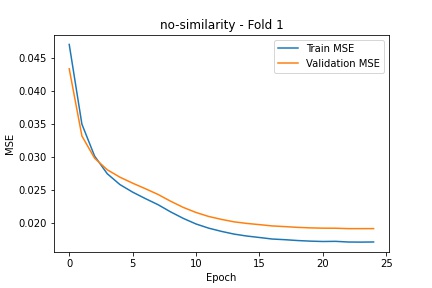 no-similarity - Fold 1
Train MSE
Validation MSE
0.045
0.040
0.035
0.030
0.025
0.020
MSE
0 5 10 15 20 25
Epoch